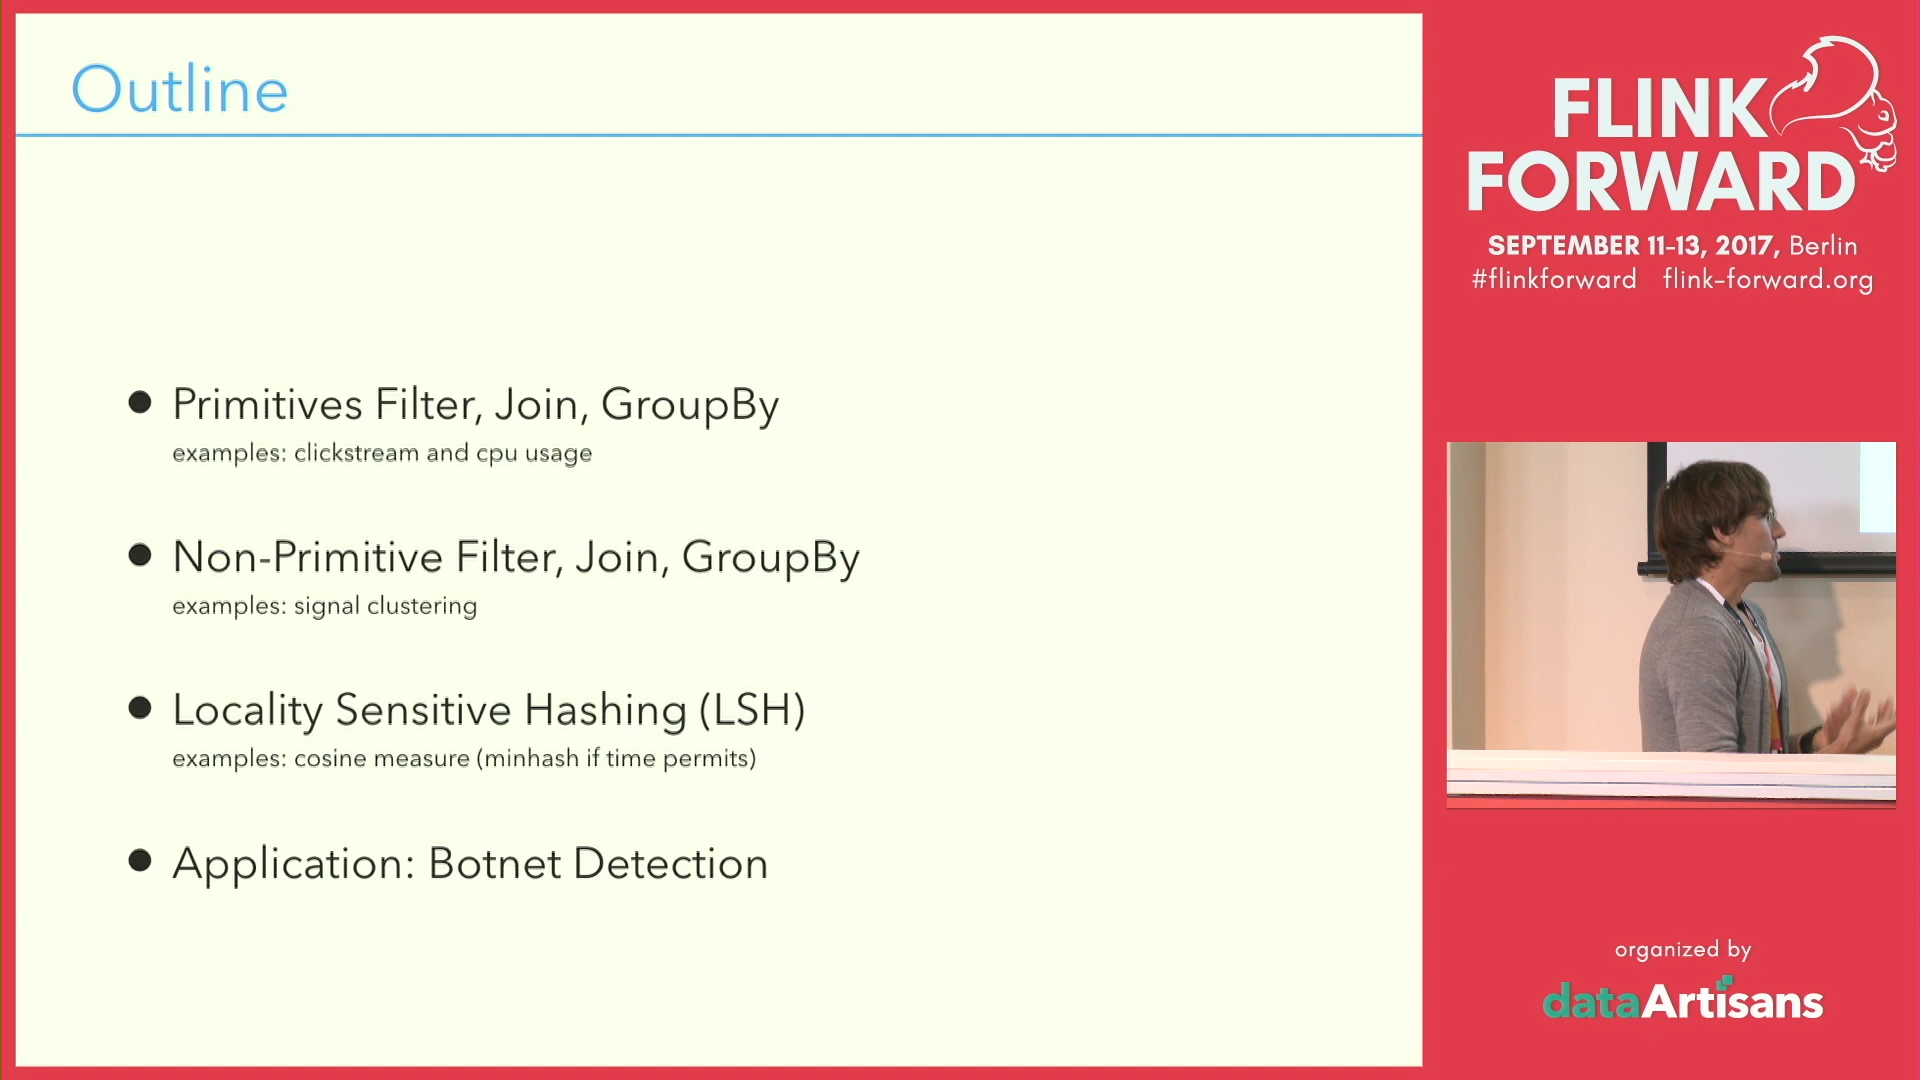 Outline
● Primitives Filter, Join, GroupBy
examples: clickstream and cpu usage
● Non-Primitive Filter, Join, GroupBy
examples: signal clustering
● Locality Sensitive Hashing (LSH)
examples: cosine measure (minhash if time permits)
● Application: Botnet Detection
FLINK
FORWARD
SEPTEMBER 11-13, 2017, Berlin
#flinkforward flink-forward.org
organized by
dataArtisans